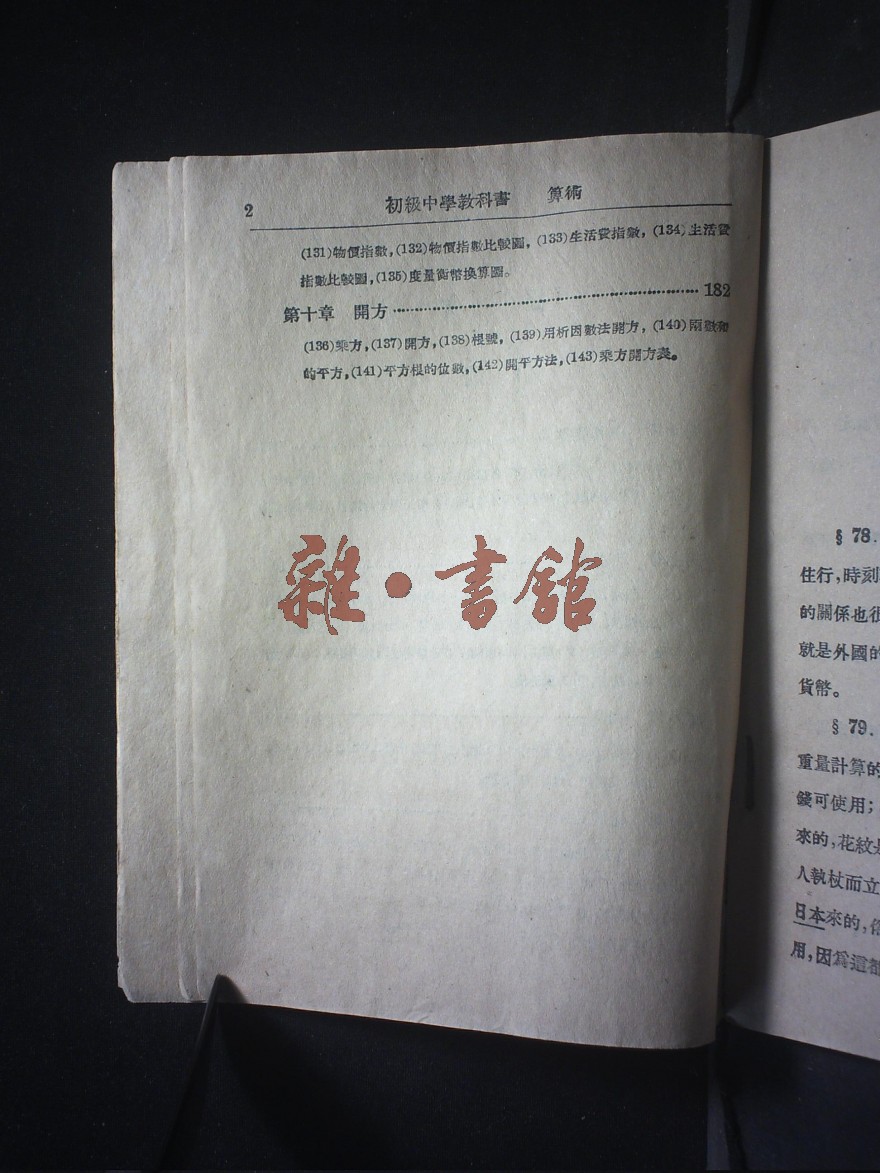 2 初級中學教科書 算術
(131)物價指數,(132)物價指數比較圖,(133)生活費指數,(134)生活費
指數比較圖,(135)度量衡幣換算圖。
第十章 開方 182
(136)乘方,(137)開方,(138)根號,(139)用析因數法開方,(140)兩數和
的平方,(141)平方根的位數,(142)開平方法,(143)乘方開方表。
雜·書館
§ 78.
住行,時刻
的關係也很
就是外國的
貨幣。
§ 79.
重量計算的
錢可使用;
來的,花紋是
人執杖而立
日本來的,
用,因爲這都